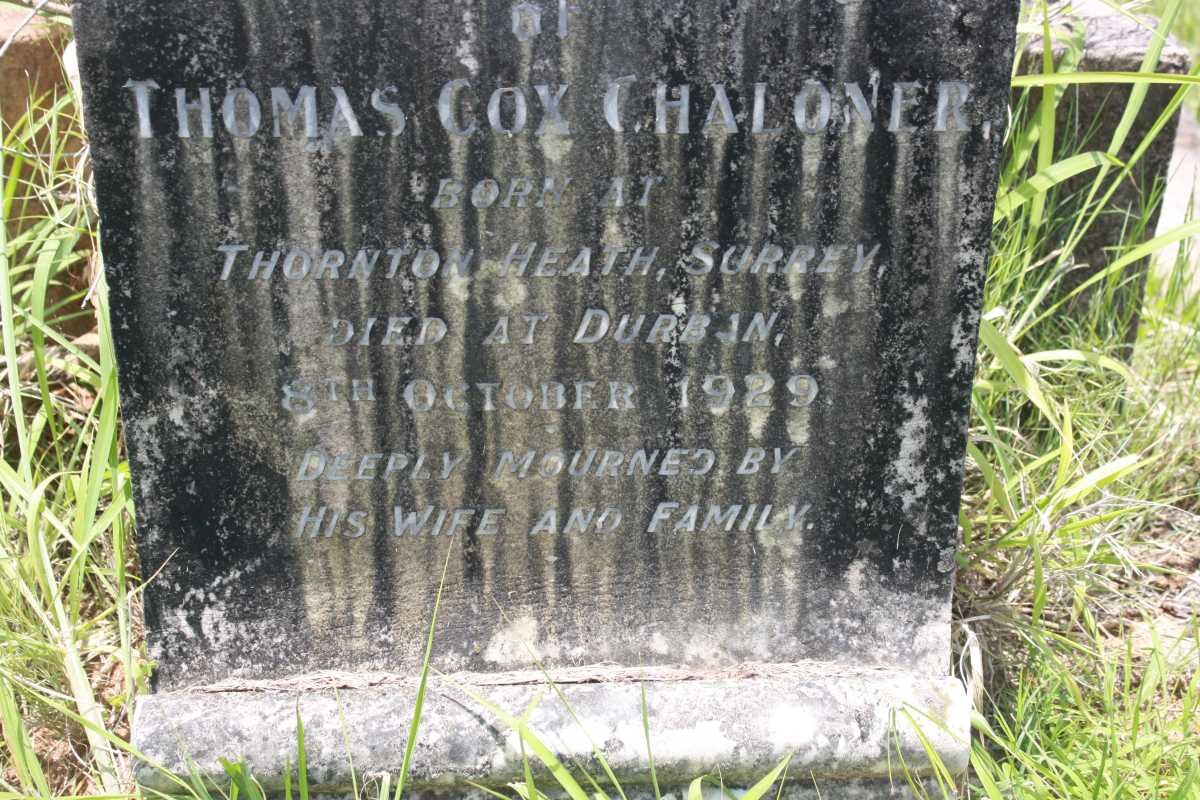 OF
THOMAS COX CHALONER.
BORN AT
THORNTON HEATH, SURREY,
DIED AT DURBAN,
8TH OCTOBER 1929
DEEPLY MOURNED BY
HIS WIFE AND FAMILY.